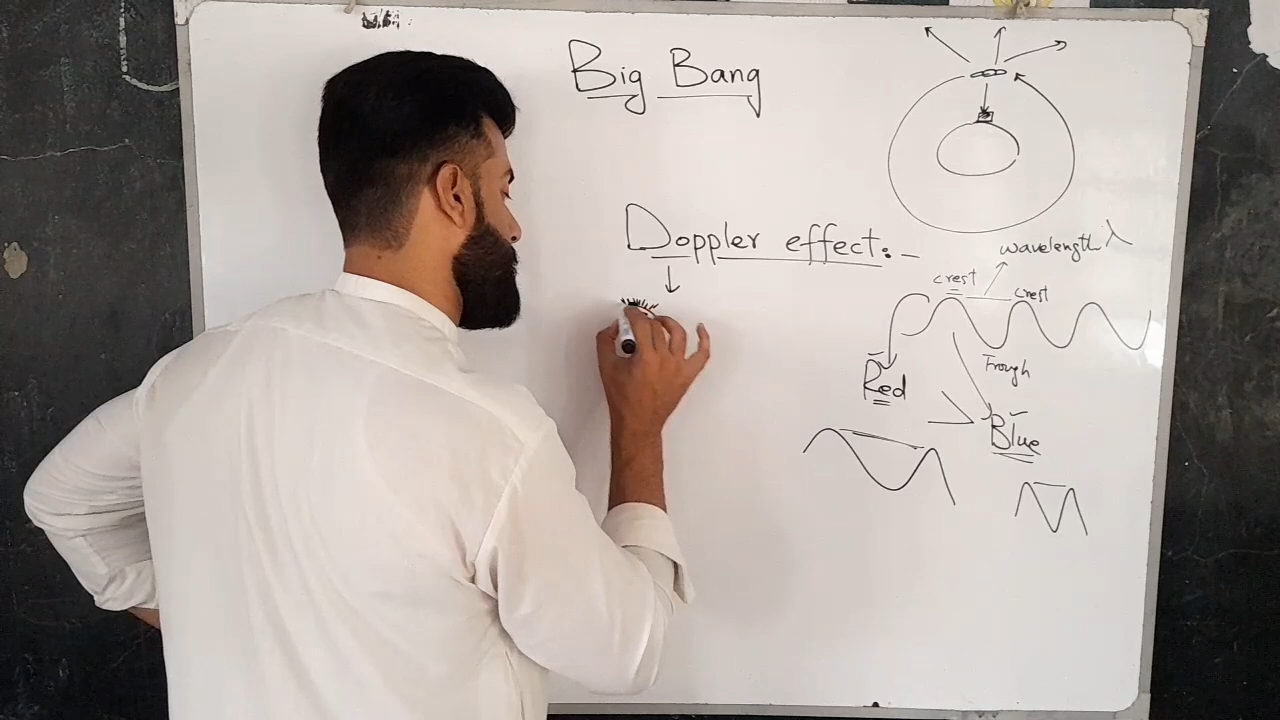 Big Bang
Doppler effect:-
wavelength λ
crest
crest
Trough
Red
Blue